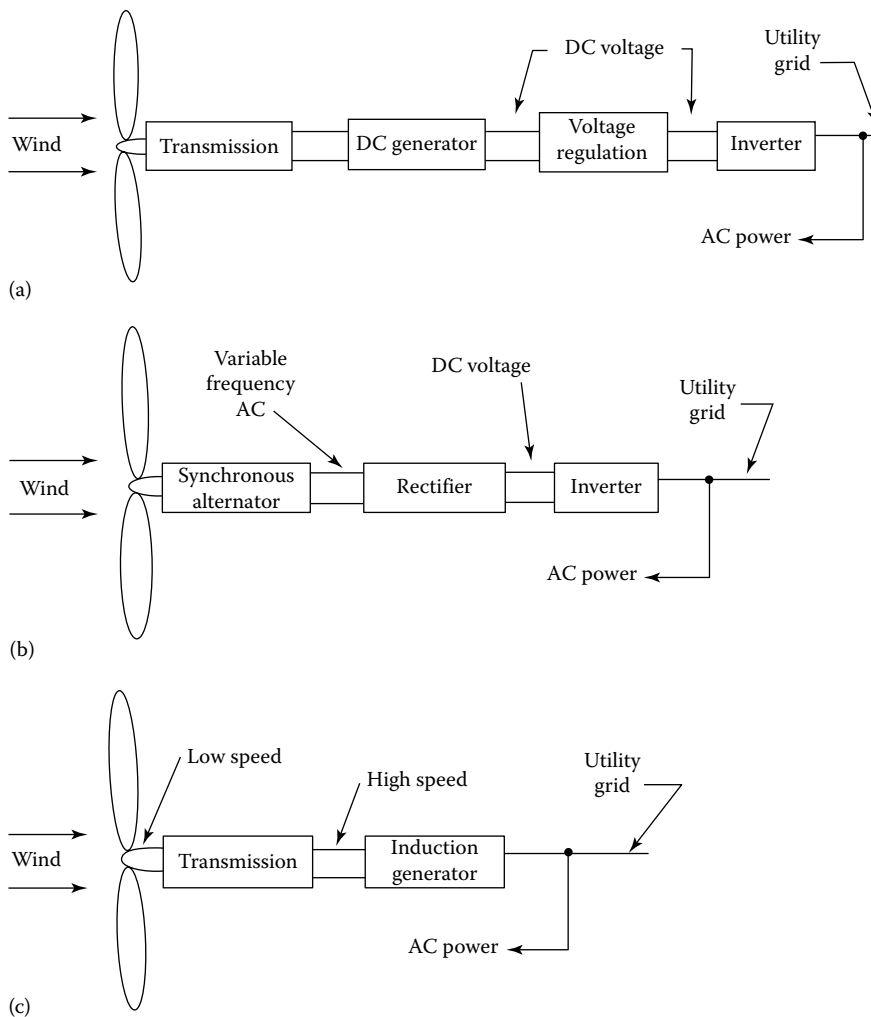 DC voltage
Utility
grid
Wind
Transmission
DC generator
Voltage
regulation
Inverter
AC power
(a)
Variable
frequency
AC
DC voltage
Utility
grid
Wind
Synchronous
alternator
Rectifier
Inverter
AC power
(b)
Low speed
High speed
Utility
grid
Wind
Transmission
Induction
generator
AC power
(c)